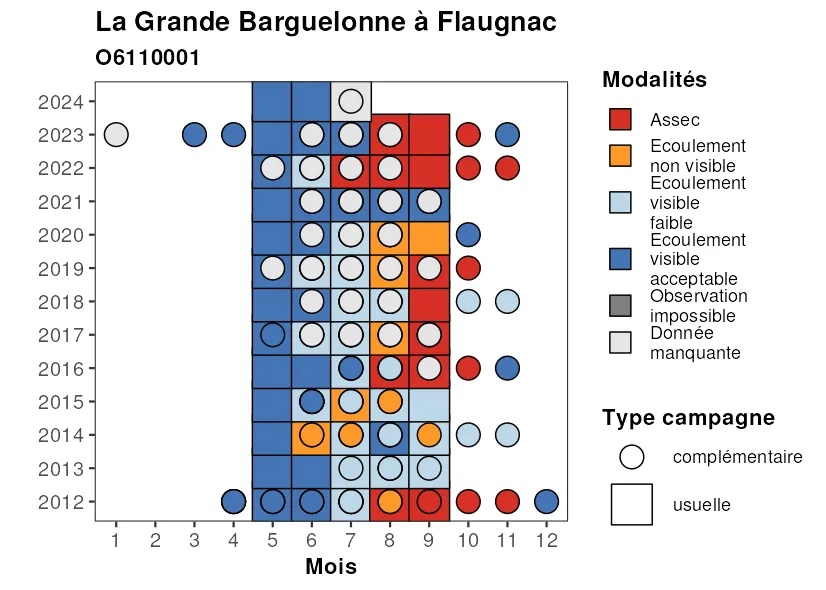 La Grande Barguelonne à Flaugnac
O6110001
2024
2023
2022
2021
2020
2019
2018
2017
2016
2015
2014
2013
2012
1 2 3 4 5 6 7 8 9 10 11 12
Mois
Modalités
Assec
Ecoulement
non visible
Ecoulement
visible
faible
Ecoulement
visible
acceptable
Observation
impossible
Donnée
manquante
Type campagne
complémentaire
usuelle